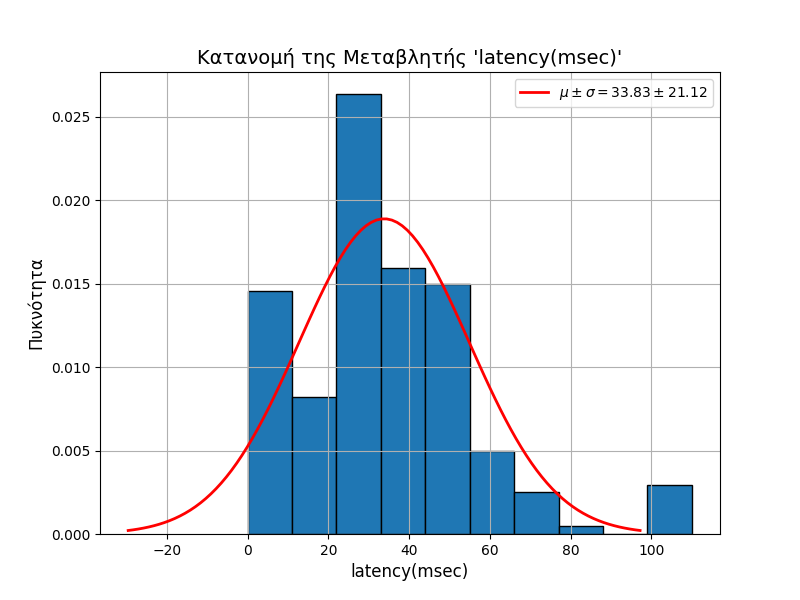 Κατανομή της Μεταβλητής 'latency(msec)'
μ ± σ = 33.83 ± 21.12
Πυκνότητα
0.025
0.020
0.015
0.010
0.005
0.000
−20 0 20 40 60 80 100
latency(msec)